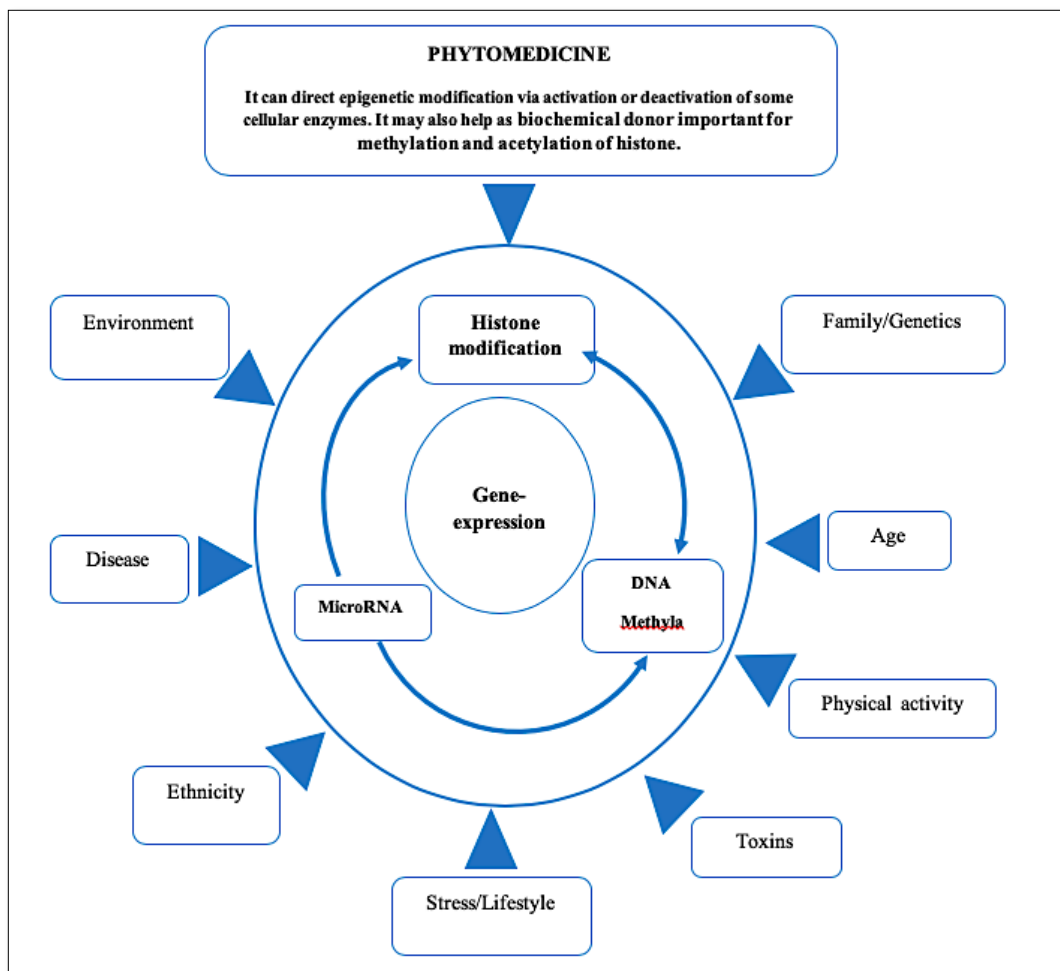 PHYTOMEDICINE
It can direct epigenetic modification via activation or deactivation of some
cellular enzymes. It may also help as biochemical donor important for
methylation and acetylation of histone.
Environment
Histone
modification
Family/Genetics
Gene-
expression
Disease
Age
MicroRNA
DNA
Methyla
Physical activity
Ethnicity
Toxins
Stress/Lifestyle